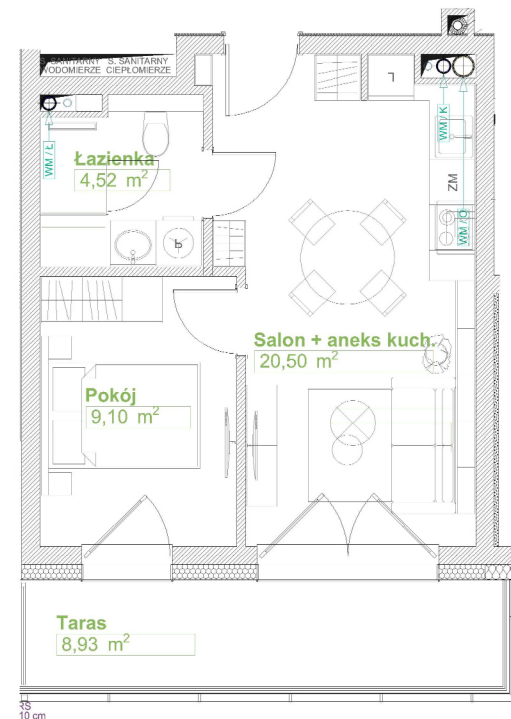 S. SANITARNY S. SANITARNY
WODOMIERZE CIEPŁOMIERZE
L
WM / K
WM / Ł
Łazienka
4,52 m²
ZM
WM / O
P
Salon + aneks kuch.
20,50 m²
Pokój
9,10 m²
Taras
8,93 m²
RS
10 cm